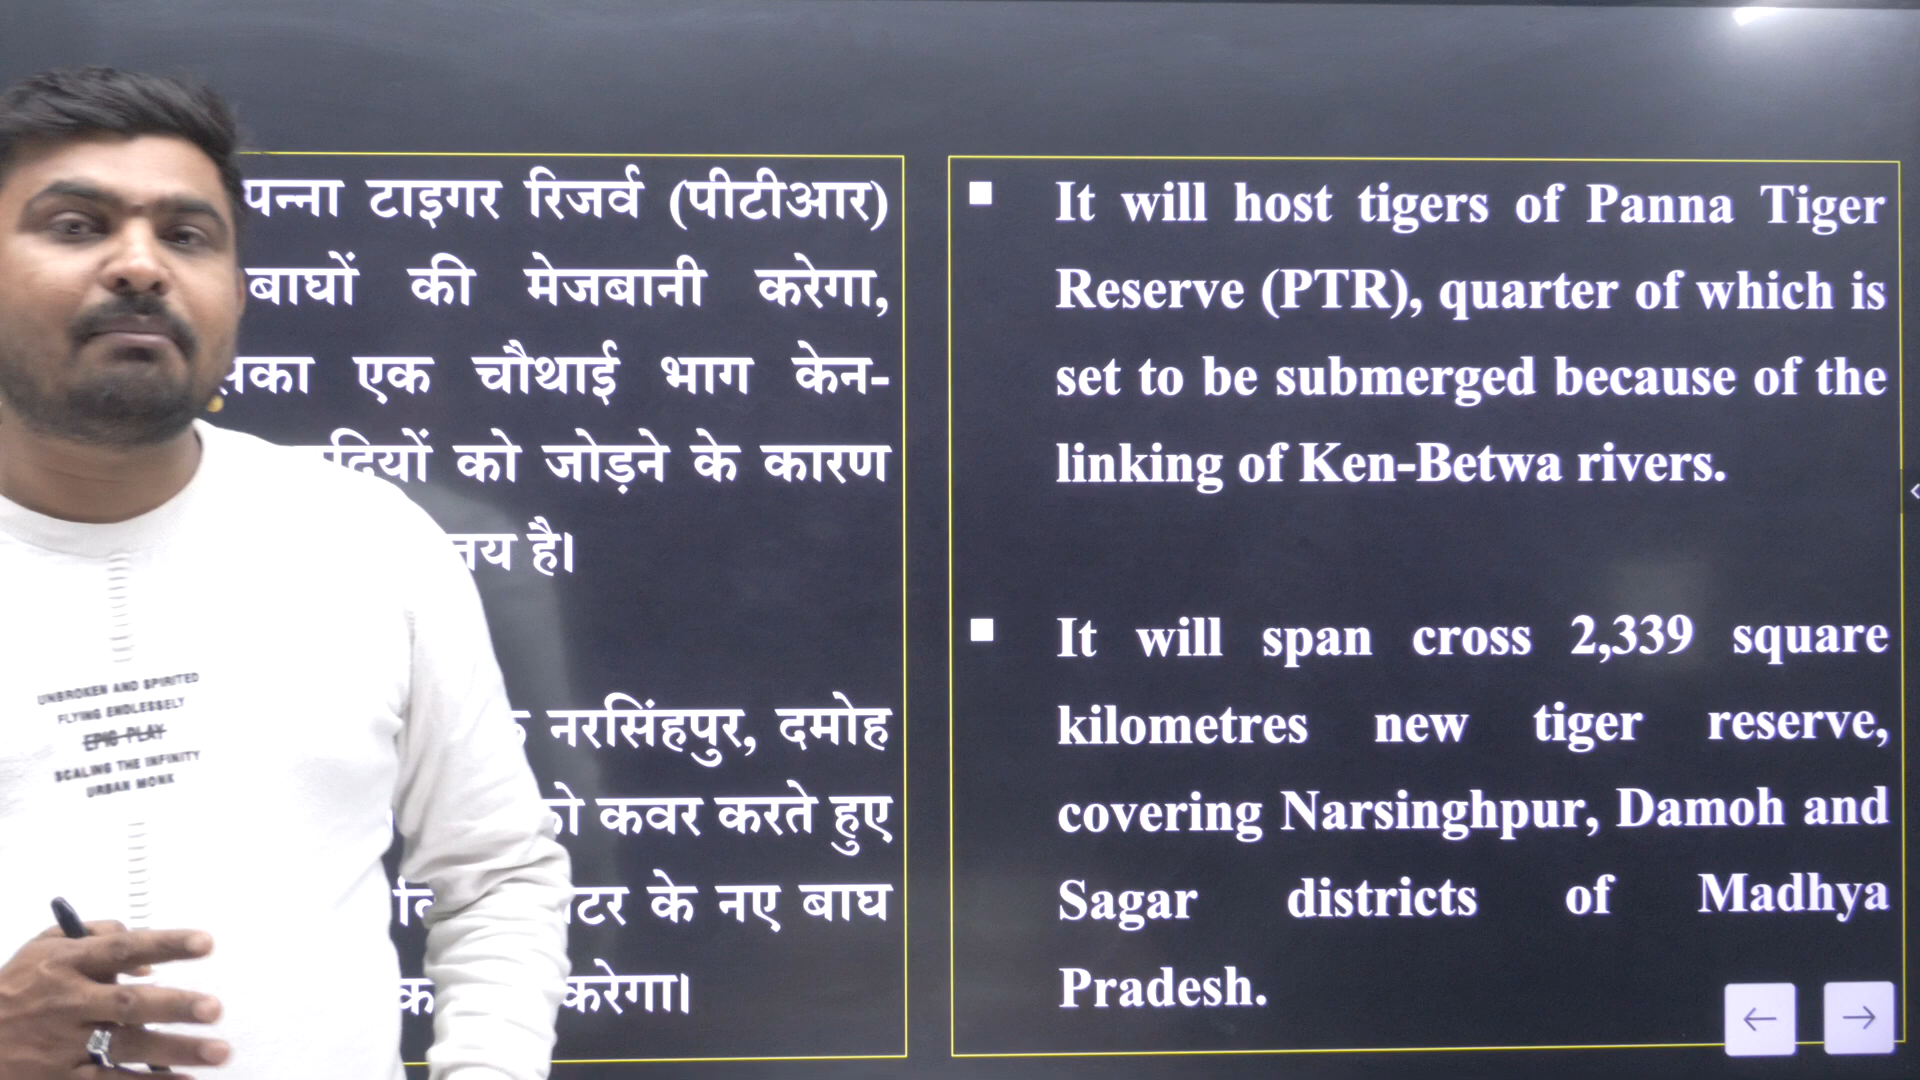 पन्ना टाइगर रिजर्व (पीटीआर)
बाघों की मेजबानी करेगा,
एक चौथाई भाग केन-
को जोड़ने के कारण
है।
नरसिंहपुर, दमोह
कवर करते हुए
के नए बाघ
करेगा।
It will host tigers of Panna Tiger
Reserve (PTR), quarter of which is
set to be submerged because of the
linking of Ken-Betwa rivers.
It will span cross 2,339 square
kilometres new tiger reserve,
covering Narsinghpur, Damoh and
Sagar districts of Madhya
Pradesh.
UNBROKEN AND SPIRITED
FLYING ENDLESSELY
EPIC PLAY
SCALING THE INFINITY
URBAN MONK